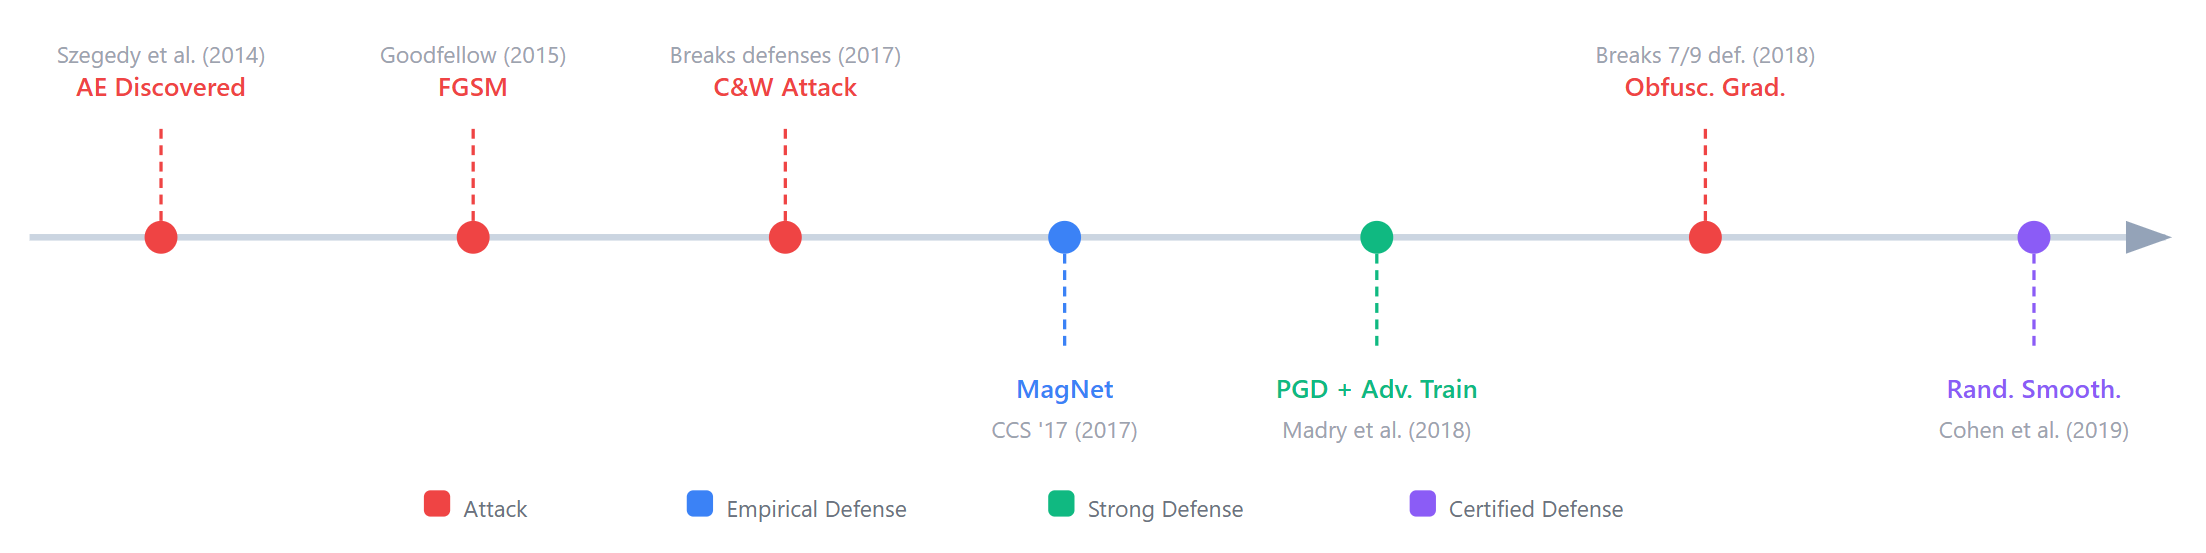 Szegedy et al. (2014)
AE Discovered
Goodfellow (2015)
FGSM
Breaks defenses (2017)
C&W Attack
Breaks 7/9 def. (2018)
Obfusc. Grad.
MagNet
CCS '17 (2017)
PGD + Adv. Train
Madry et al. (2018)
Rand. Smooth.
Cohen et al. (2019)
Attack
Empirical Defense
Strong Defense
Certified Defense